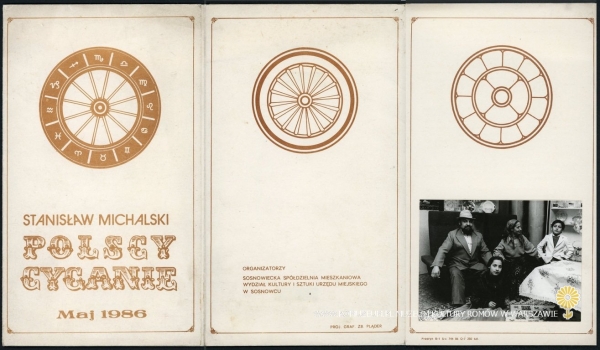 STANISŁAW MICHALSKI
POLSCY
CYGANIE
Maj 1986
ORGANIZATORZY
SOSNOWIECKA SPÓŁDZIELNIA MIESZKANIOWA
WYDZIAŁ KULTURY I SZTUKI URZĘDU MIEJSKIEGO
W SOSNOWCU
KULTURY ROMÓW W WARSZAWIE